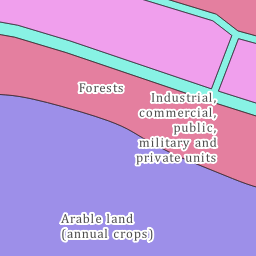 Forests
Industrial,
commercial,
public,
military and
private units
Arable land
(annual crops)